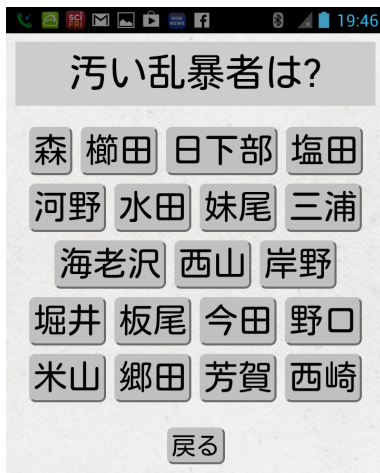 19:46
汚い乱暴者は?
森 櫛田 日下部 塩田
河野 水田 妹尾 三浦
海老沢 西山 岸野
堀井 板尾 今田 野口
米山 郷田 芳賀 西崎
戻る